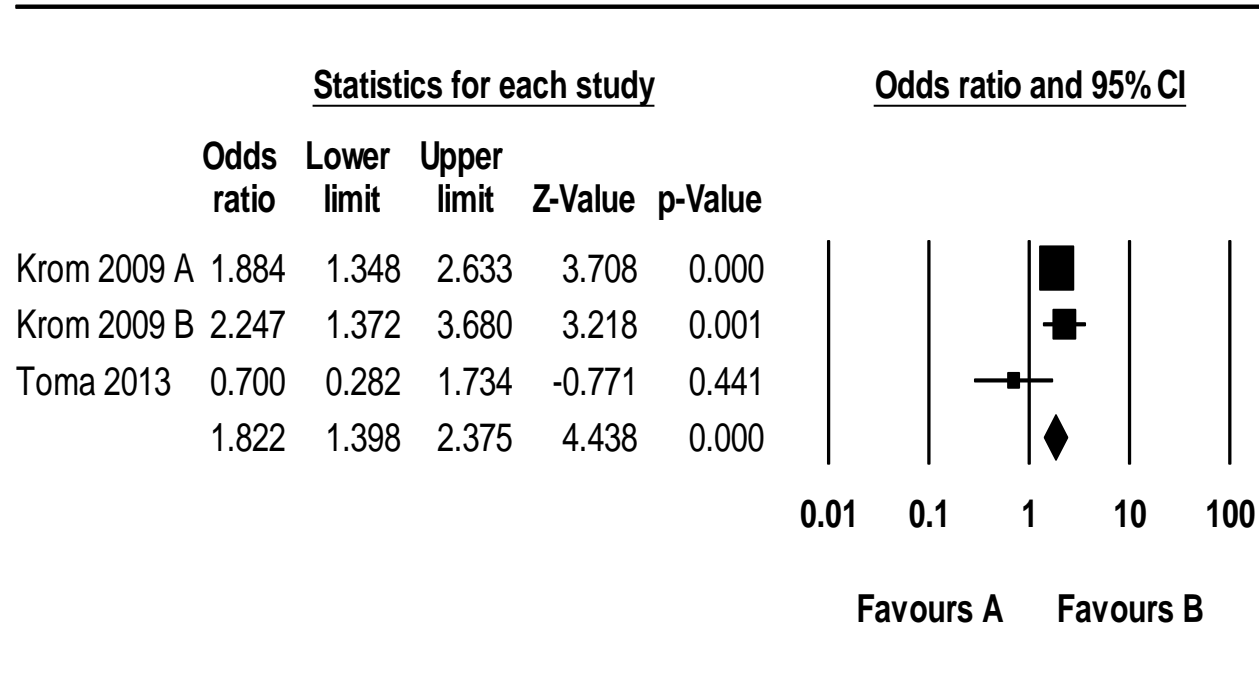 Statistics for each study Odds ratio and 95% CI
Odds Lower Upper
ratio limit limit Z-Value p-Value
Krom 2009 A 1.884 1.348 2.633 3.708 0.000
Krom 2009 B 2.247 1.372 3.680 3.218 0.001
Toma 2013 0.700 0.282 1.734 -0.771 0.441
1.822 1.398 2.375 4.438 0.000
0.01 0.1 1 10 100
Favours A Favours B